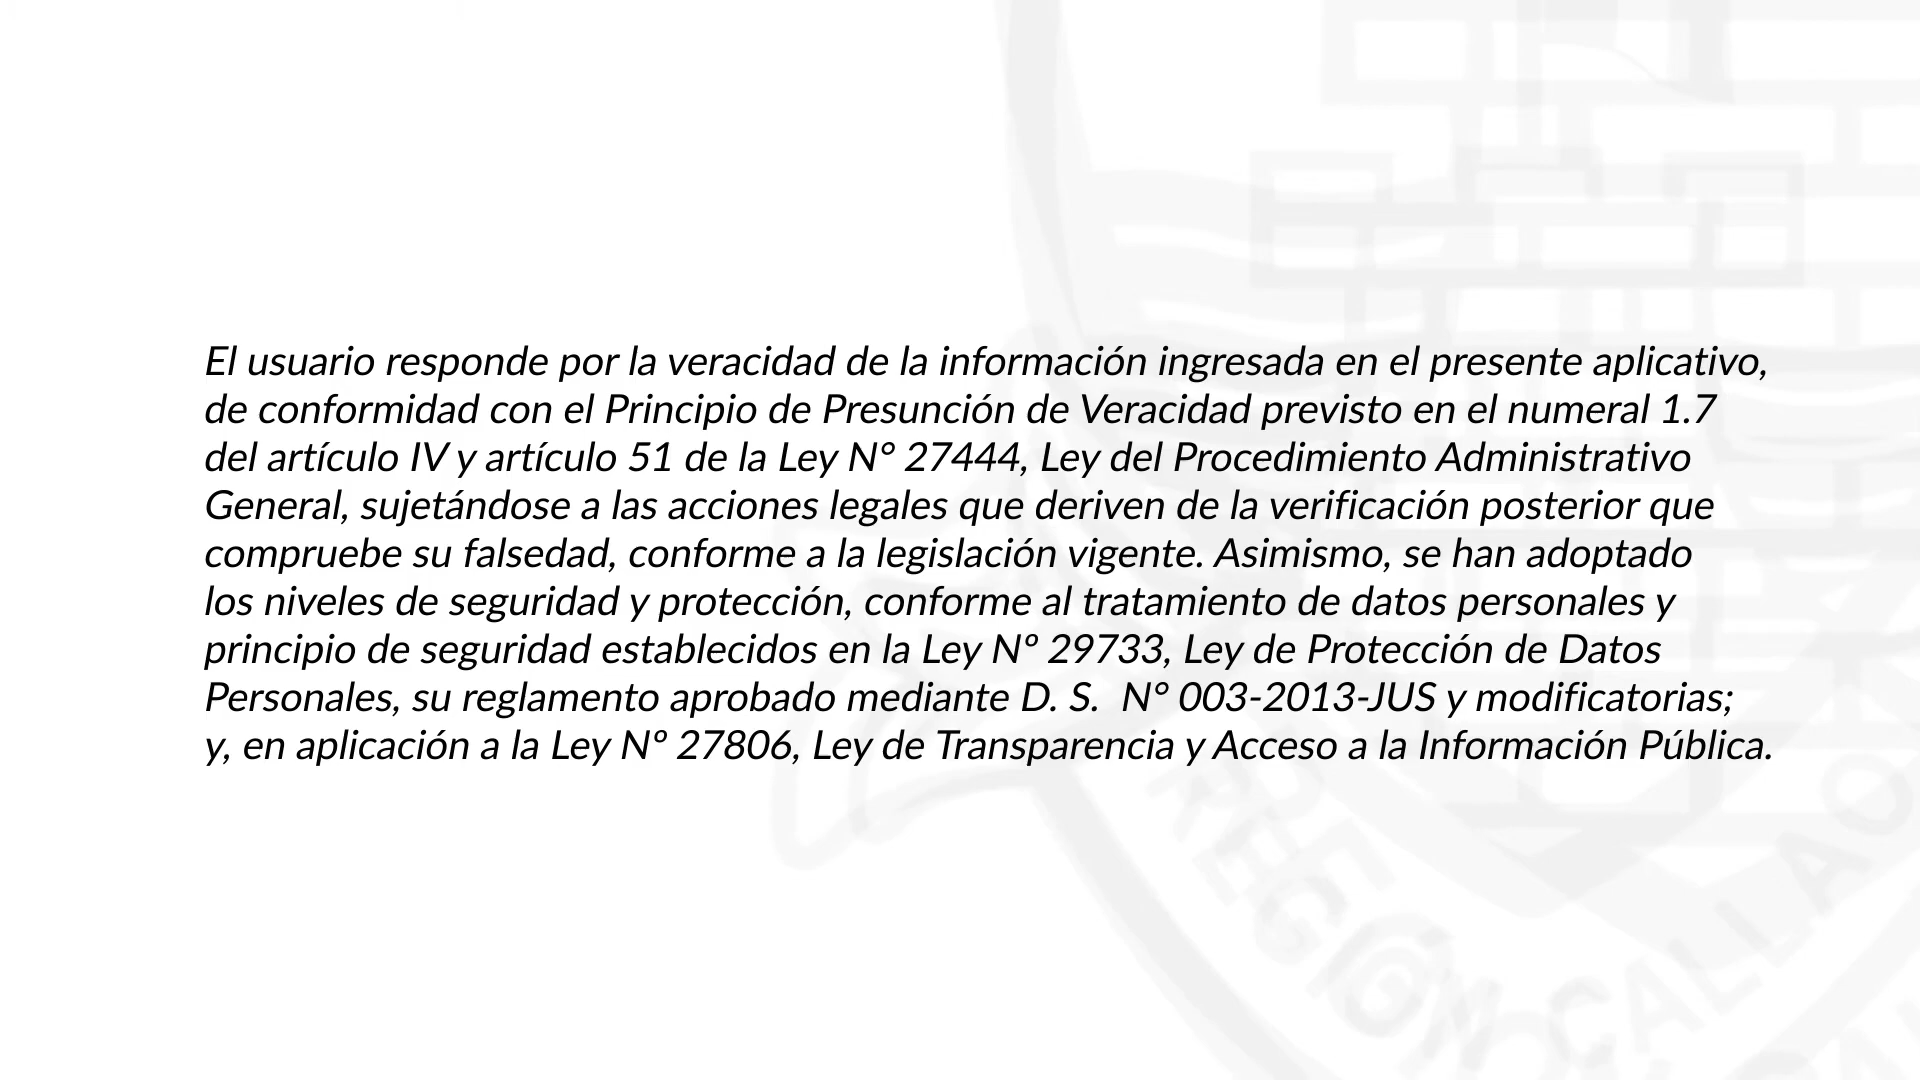 El usuario responde por la veracidad de la información ingresada en el presente aplicativo,
de conformidad con el Principio de Presunción de Veracidad previsto en el numeral 1.7
del artículo IV y artículo 51 de la Ley N° 27444, Ley del Procedimiento Administrativo
General, sujetándose a las acciones legales que deriven de la verificación posterior que
compruebe su falsedad, conforme a la legislación vigente. Asimismo, se han adoptado
los niveles de seguridad y protección, conforme al tratamiento de datos personales y
principio de seguridad establecidos en la Ley Nº 29733, Ley de Protección de Datos
Personales, su reglamento aprobado mediante D. S.  N° 003-2013-JUS y modificatorias;
y, en aplicación a la Ley Nº 27806, Ley de Transparencia y Acceso a la Información Pública.
REGIÓN CALLAO